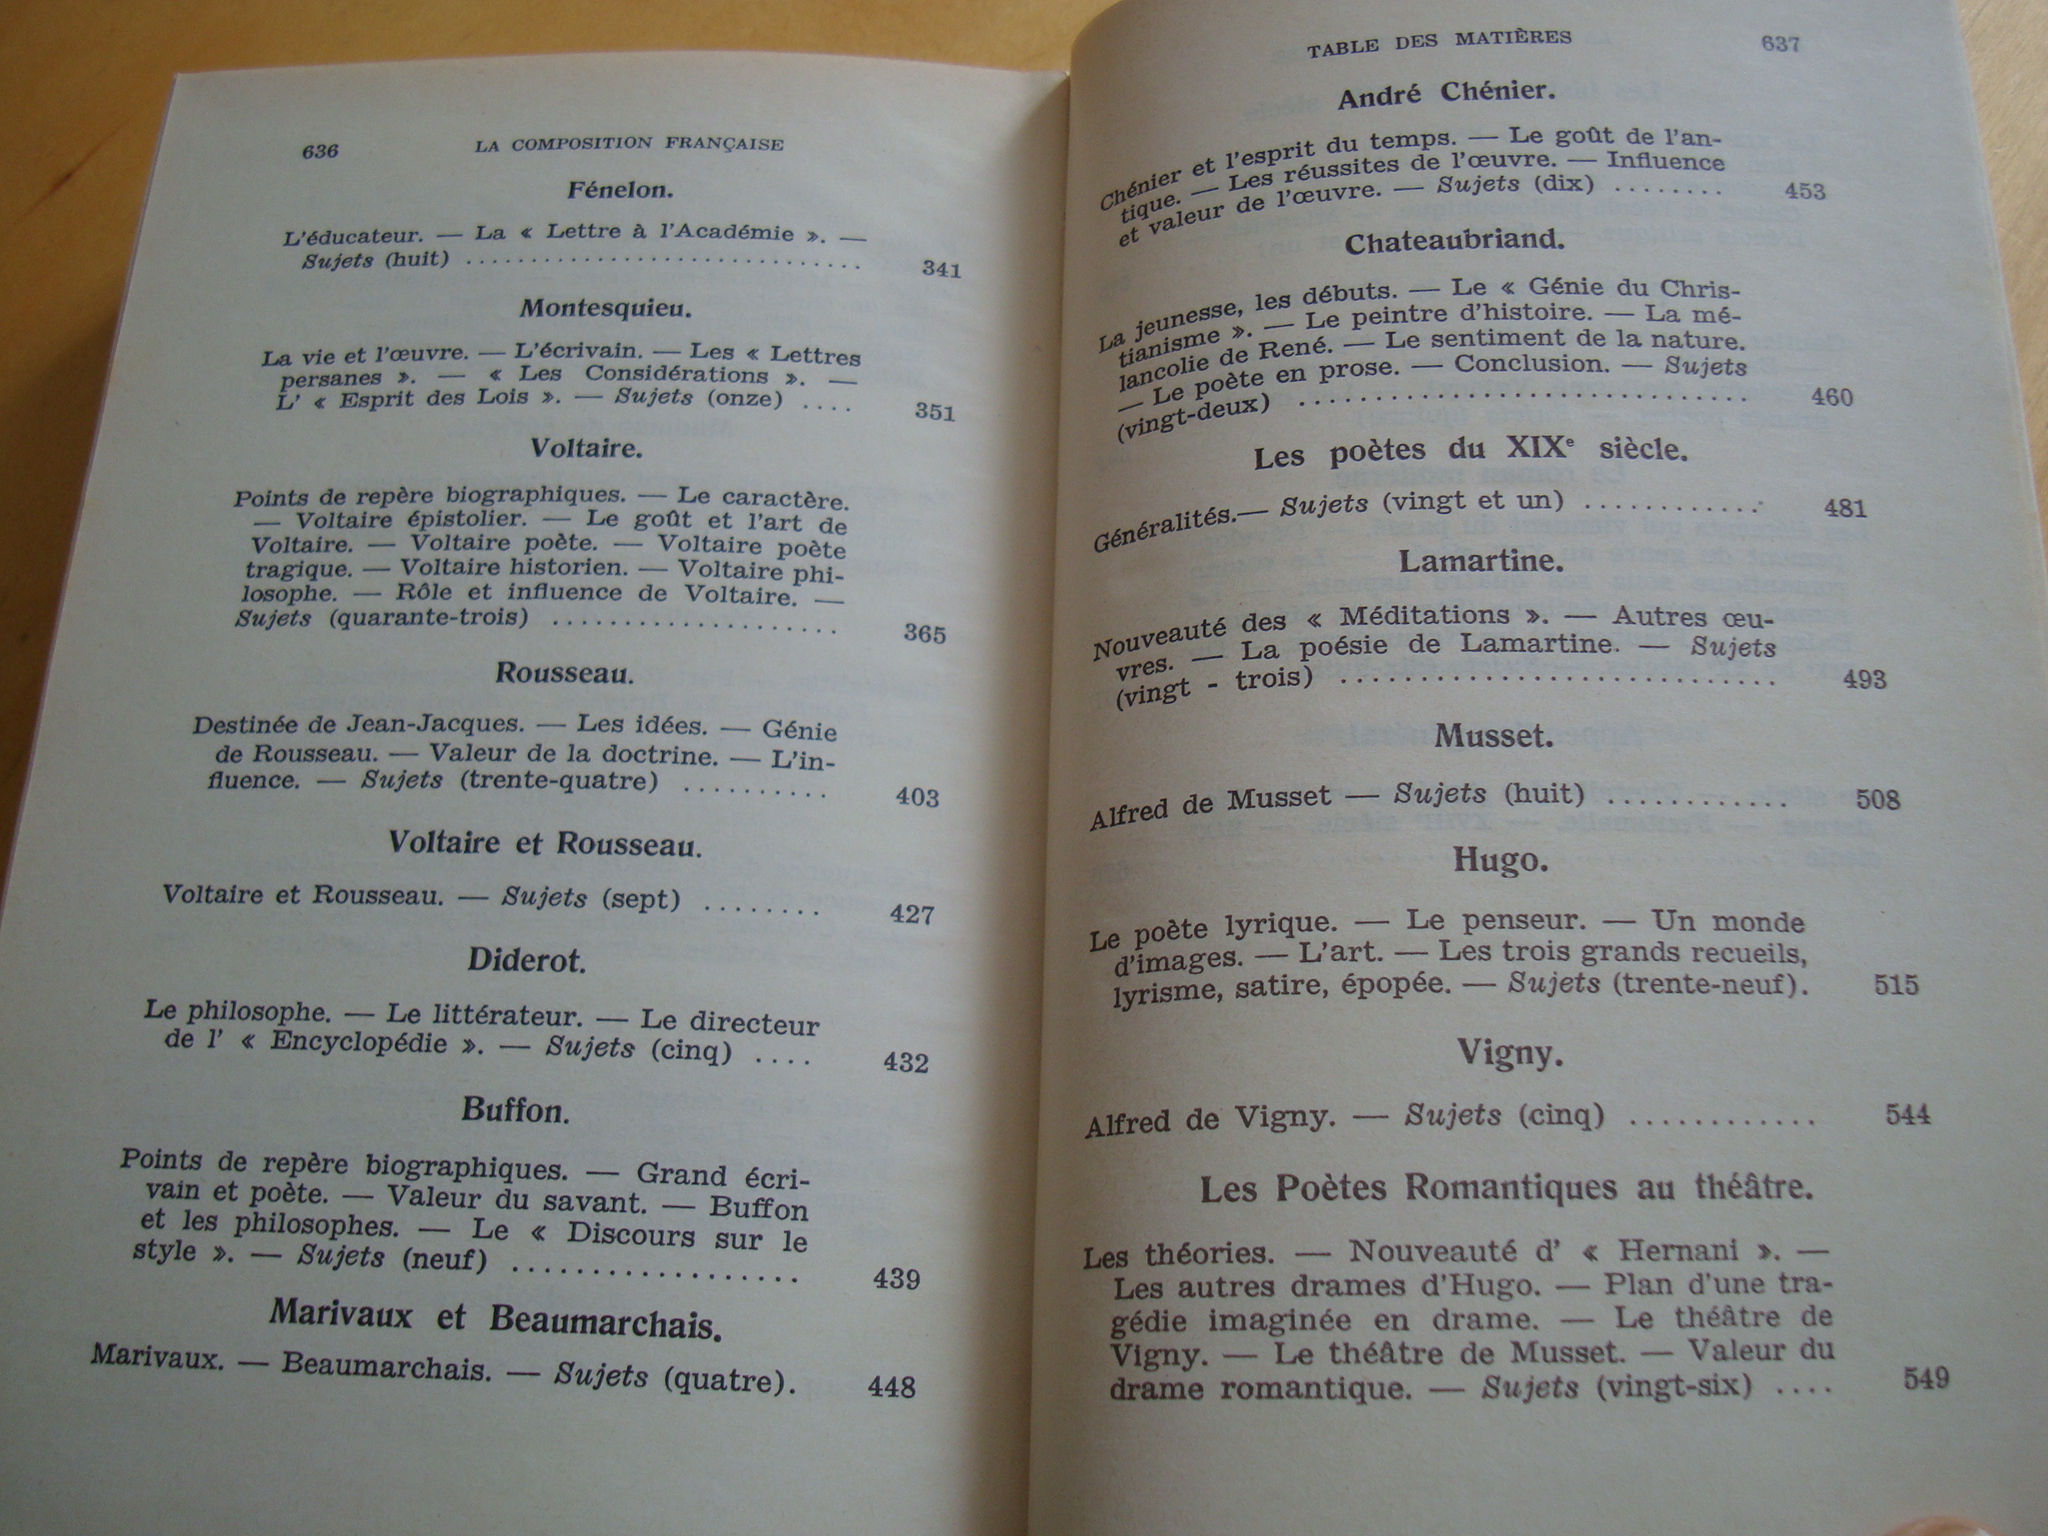 636 LA COMPOSITION FRANÇAISE
Fénelon.
L'éducateur. — La « Lettre à l'Académie ». —
Sujets (huit) .............................. 341
Montesquieu.
La vie et l'œuvre. — L'écrivain. — Les « Lettres
persanes ». — « Les Considérations ». —
L' « Esprit des Lois ». — Sujets (onze) .... 351
Voltaire.
Points de repère biographiques. — Le caractère.
— Voltaire épistolier. — Le goût et l'art de
Voltaire. — Voltaire poète. — Voltaire poète
tragique. — Voltaire historien. — Voltaire phi-
losophe. — Rôle et influence de Voltaire. —
Sujets (quarante-trois) .................... 365
Rousseau.
Destinée de Jean-Jacques. — Les idées. — Génie
de Rousseau. — Valeur de la doctrine. — L'in-
fluence. — Sujets (trente-quatre) .......... 403
Voltaire et Rousseau.
Voltaire et Rousseau. — Sujets (sept) ........ 427
Diderot.
Le philosophe. — Le littérateur. — Le directeur
de l' « Encyclopédie ». — Sujets (cinq) .... 432
Buffon.
Points de repère biographiques. — Grand écri-
vain et poète. — Valeur du savant. — Buffon
et les philosophes. — Le « Discours sur le
style ». — Sujets (neuf) .................. 439
Marivaux et Beaumarchais.
Marivaux. — Beaumarchais. — Sujets (quatre). 448
TABLE DES MATIÈRES 637
André Chénier.
Chénier et l'esprit du temps. — Le goût de l'an-
tique. — Les réussites de l'œuvre. — Influence
et valeur de l'œuvre. — Sujets (dix) ........ 453
Chateaubriand.
La jeunesse, les débuts. — Le « Génie du Chris-
tianisme ». — Le peintre d'histoire. — La mé-
lancolie de René. — Le sentiment de la nature.
— Le poète en prose. — Conclusion. — Sujets
(vingt-deux) ................................ 460
Les poètes du XIXe siècle.
Généralités.— Sujets (vingt et un) ............ 481
Lamartine.
Nouveauté des « Méditations ». — Autres œu-
vres. — La poésie de Lamartine. — Sujets
(vingt - trois) .............................. 493
Musset.
Alfred de Musset — Sujets (huit) ............ 508
Hugo.
Le poète lyrique. — Le penseur. — Un monde
d'images. — L'art. — Les trois grands recueils,
lyrisme, satire, épopée. — Sujets (trente-neuf). 515
Vigny.
Alfred de Vigny. — Sujets (cinq) ............ 544
Les Poètes Romantiques au théâtre.
Les théories. — Nouveauté d' « Hernani ». —
Les autres drames d'Hugo. — Plan d'une tra-
gédie imaginée en drame. — Le théâtre de
Vigny. — Le théâtre de Musset. — Valeur du
drame romantique. — Sujets (vingt-six) .... 549